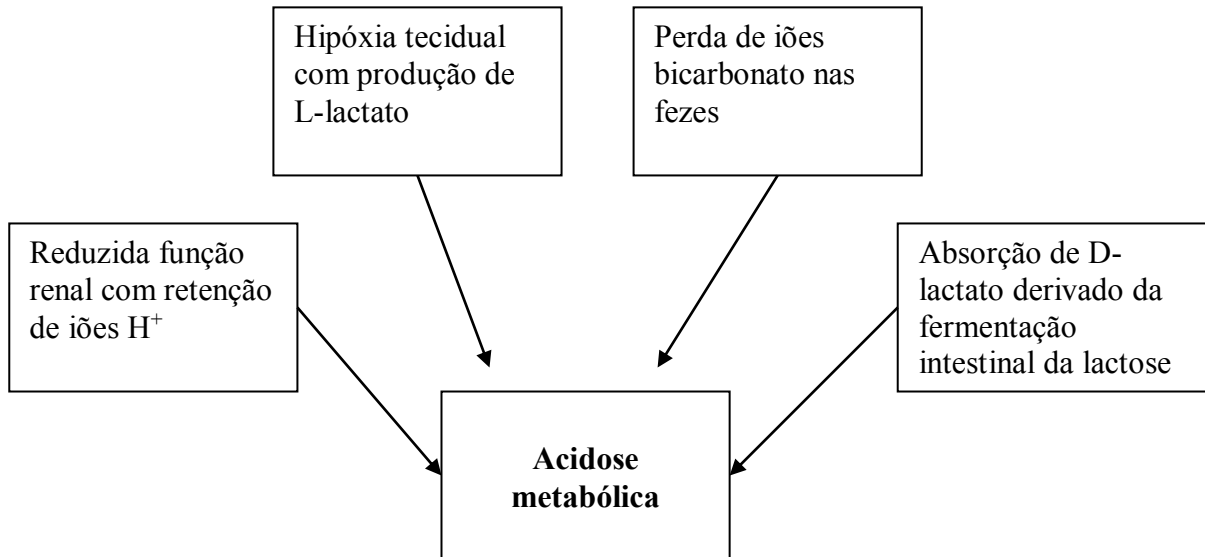 Hipóxia tecidual
com produção de
L-lactato
Perda de iões
bicarbonato nas
fezes
Reduzida função
renal com retenção
de iões H⁺
Absorção de D-
lactato derivado da
fermentação
intestinal da lactose
Acidose
metabólica